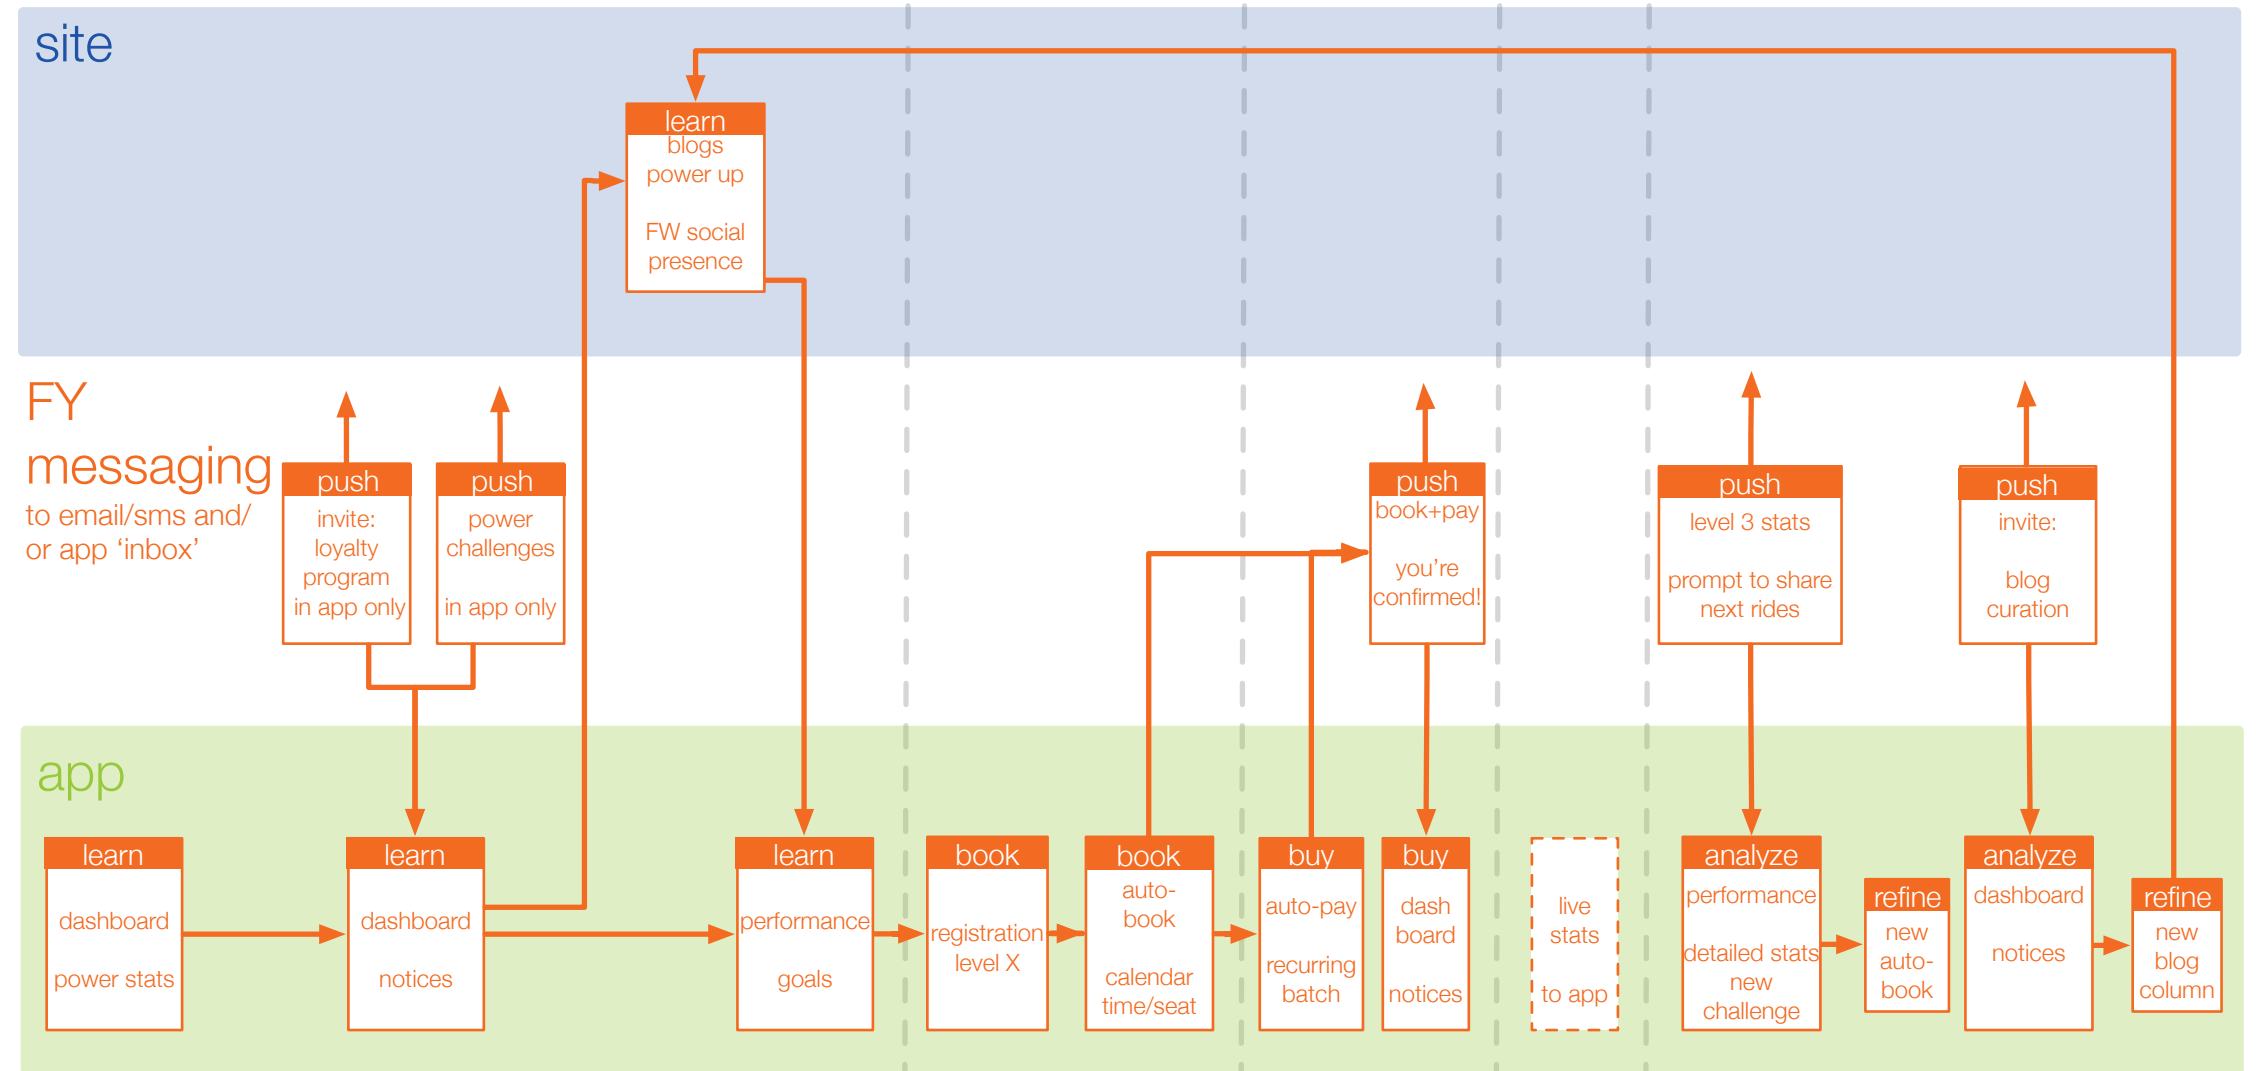 site
learn
blogs
power up
FW social
presence
FY
messaging
to email/sms and/
or app ‘inbox’
push
invite:
loyalty
program
in app only
push
power
challenges
in app only
push
book+pay
you’re
confirmed!
push
level 3 stats
prompt to share
next rides
push
invite:
blog
curation
app
learn
dashboard
power stats
learn
dashboard
notices
learn
performance
goals
book
registration
level X
book
auto-
book
calendar
time/seat
buy
auto-pay
recurring
batch
buy
dash
board
notices
live
stats
to app
analyze
performance
detailed stats
new
challenge
refine
new
auto-
book
analyze
dashboard
notices
refine
new
blog
column